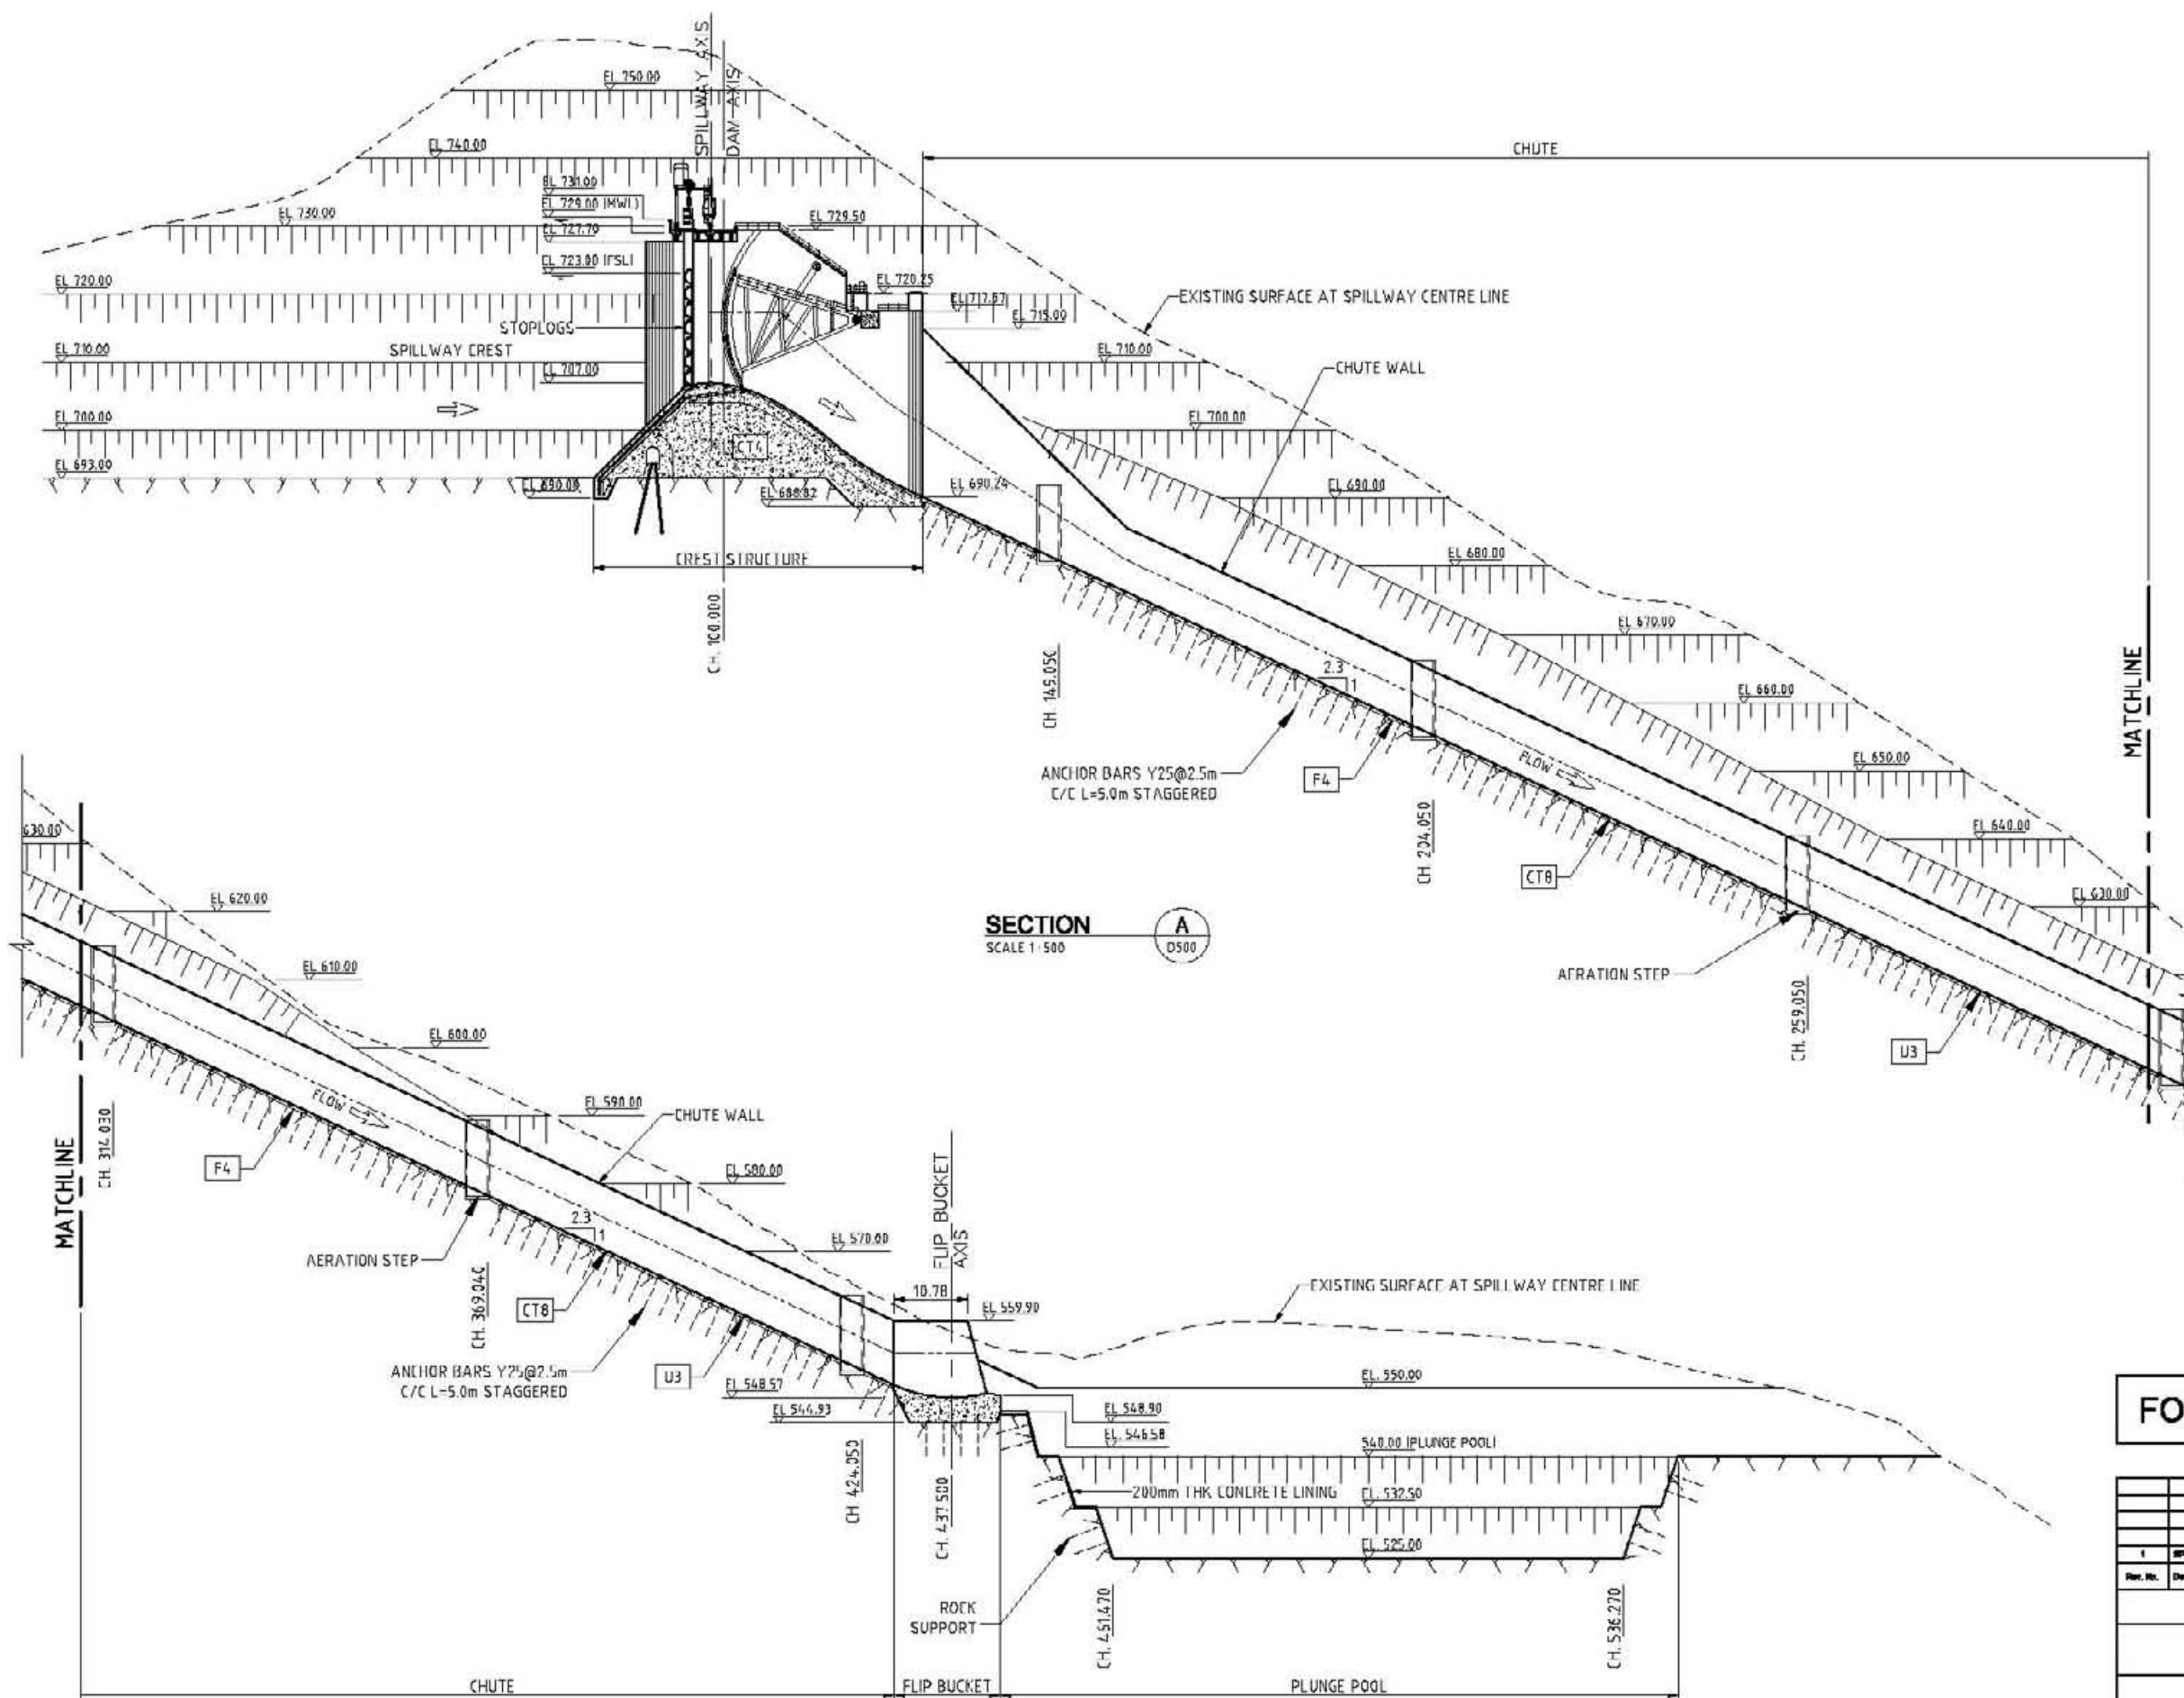 SPILLWAY AXIS
DAM AXIS
EL 750.00
EL 740.00
CHUTE
EL 731.00
EL 729.00 (MWL)
EL 730.00
EL 729.50
EL 727.70
EL 723.00 (FSL)
EL 720.00
EL 720.25
EL 717.67
EXISTING SURFACE AT SPILLWAY CENTRE LINE
EL 715.00
STOPLOGS
SPILLWAY CREST
EL 710.00
EL 710.00
EL 707.00
CHUTE WALL
EL 700.00
EL 700.00
CT4
EL 693.00
EL 690.00
EL 688.82
EL 690.24
EL 690.00
CREST STRUCTURE
EL 680.00
CH. 100.000
EL 670.00
CH 145.050
2.3
1
EL 660.00
MATCHLINE
ANCHOR BARS Y25@2.5m
C/C L=5.0m STAGGERED
F4
FLOW
EL 650.00
CH 204.050
EL 640.00
CT8
EL 630.00
630.00
EL 620.00
SECTION
SCALE 1:500
A
D500
EL 610.00
AERATION STEP
CH. 259.050
U3
EL 600.00
FLOW
EL 590.00
CHUTE WALL
MATCHLINE
CH. 314.030
F4
EL 580.00
FLIP BUCKET
AXIS
2.3
1
EL 570.00
AERATION STEP
CH. 369.040
CT8
10.78
EL 559.90
EXISTING SURFACE AT SPILLWAY CENTRE LINE
ANCHOR BARS Y25@2.5m
C/C L=5.0m STAGGERED
U3
EL 548.57
EL 544.93
EL. 550.00
EL 548.90
EL. 546.58
540.00 (PLUNGE POOL)
CH 424.050
CH. 437.500
200mm THK CONCRETE LINING
EL. 532.50
EL. 525.00
FO
1
Rev. No.
ROCK
SUPPORT
CH. 451.470
CH. 536.270
CHUTE
FLIP BUCKET
PLUNGE POOL